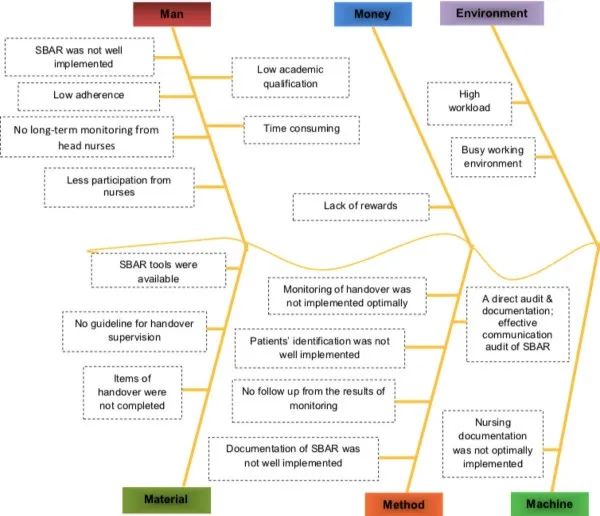 Man
Money
Environment
SBAR was not well
implemented
Low academic
qualification
Low adherence
High
workload
No long-term monitoring from
head nurses
Time consuming
Busy working
environment
Less participation from
nurses
Lack of rewards
SBAR tools were
available
Monitoring of handover was
not implemented optimally
A direct audit &
documentation;
effective
communication
audit of SBAR
No guideline for handover
supervision
Patients’ identification was not
well implemented
Items of
handover were
not completed
No follow up from the results of
monitoring
Nursing
documentation
was not optimally
implemented
Documentation of SBAR was
not well implemented
Material
Method
Machine